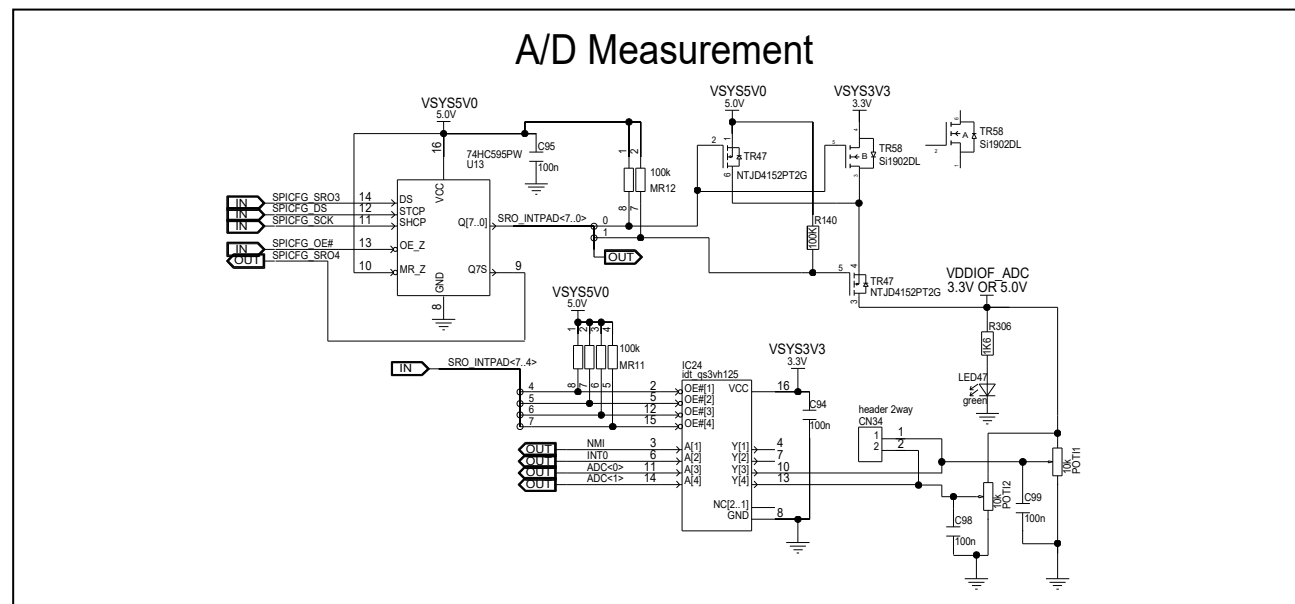 A/D Measurement
VSYS5V0
5.0V
16
VCC
74HC595PW
U13
C95
100n
1
2
100k
MR12
8
7
IN
SPICFG_SRO3
14
DS
IN
SPICFG_DS
12
STCP
IN
SPICFG_SCK
11
SHCP
IN
SPICFG_OE#
13
OE_Z
OUT
SPICFG_SRO4
10
MR_Z
Q[7..0]
Q7S
9
GND
8
SRO_INTPAD<7..0>
0
1
OUT
VSYS5V0
5.0V
1
2
6
TR47
NTJD4152PT2G
VSYS3V3
3.3V
4
5
B
3
TR58
Si1902DL
6
A
2
1
TR58
Si1902DL
R140
100K
4
5
3
TR47
NTJD4152PT2G
VDDIOF_ADC
3.3V OR 5.0V
R306
1K6
LED47
green
VSYS5V0
5.0V
1
2
3
4
100k
MR11
8
7
6
5
IN
SRO_INTPAD<7..4>
4
5
6
7
IC24
idt_qs3vh125
2
OE#[1]
5
OE#[2]
12
OE#[3]
15
OE#[4]
VCC
16
VSYS3V3
3.3V
C94
100n
OUT
NMI
3
A[1]
OUT
INT0
6
A[2]
OUT
ADC<0>
11
A[3]
OUT
ADC<1>
14
A[4]
Y[1]
4
Y[2]
7
Y[3]
10
Y[4]
13
NC[2..1]
GND
8
header 2way
CN34
1
1
2
2
C98
100n
10k
POTI2
C99
100n
10k
POTI1